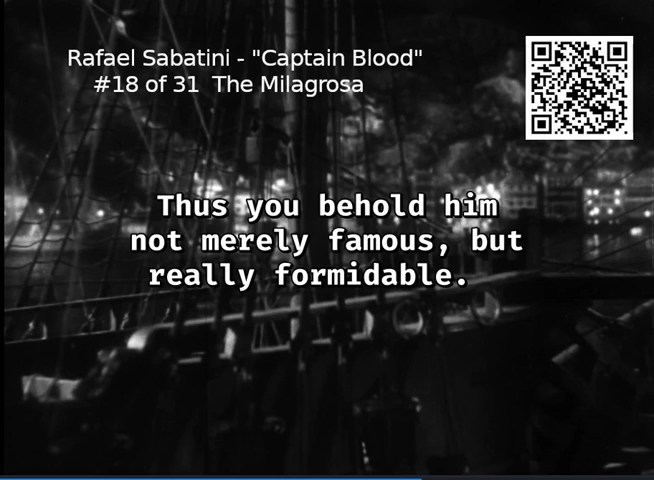 Rafael Sabatini - "Captain Blood"
#18 of 31 The Milagrosa
Thus you behold him
not merely famous, but
really formidable.